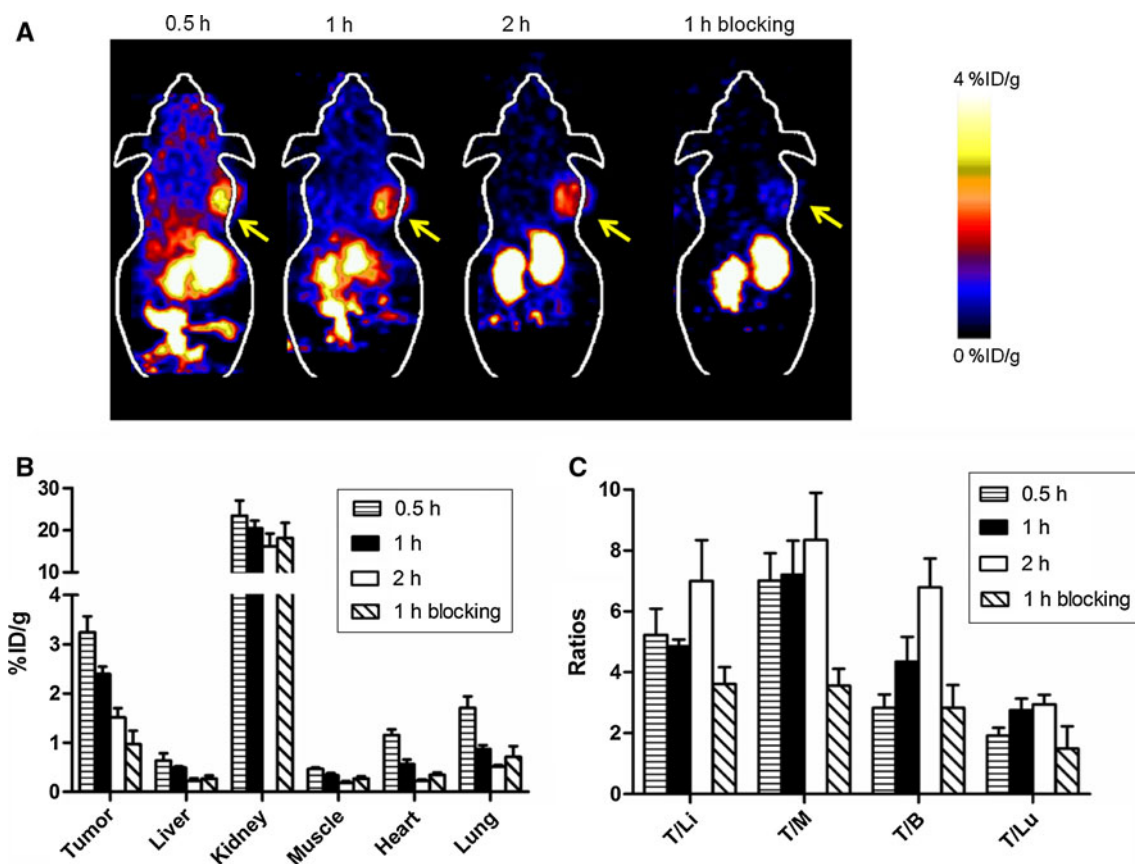 A
0.5 h
1 h
2 h
1 h blocking
4 %ID/g
0 %ID/g
B
30
20
10
4
3
2
1
0
%ID/g
0.5 h
1 h
2 h
1 h blocking
Tumor
Liver
Kidney
Muscle
Heart
Lung
C
10
8
6
4
2
0
Ratios
0.5 h
1 h
2 h
1 h blocking
T/Li
T/M
T/B
T/Lu